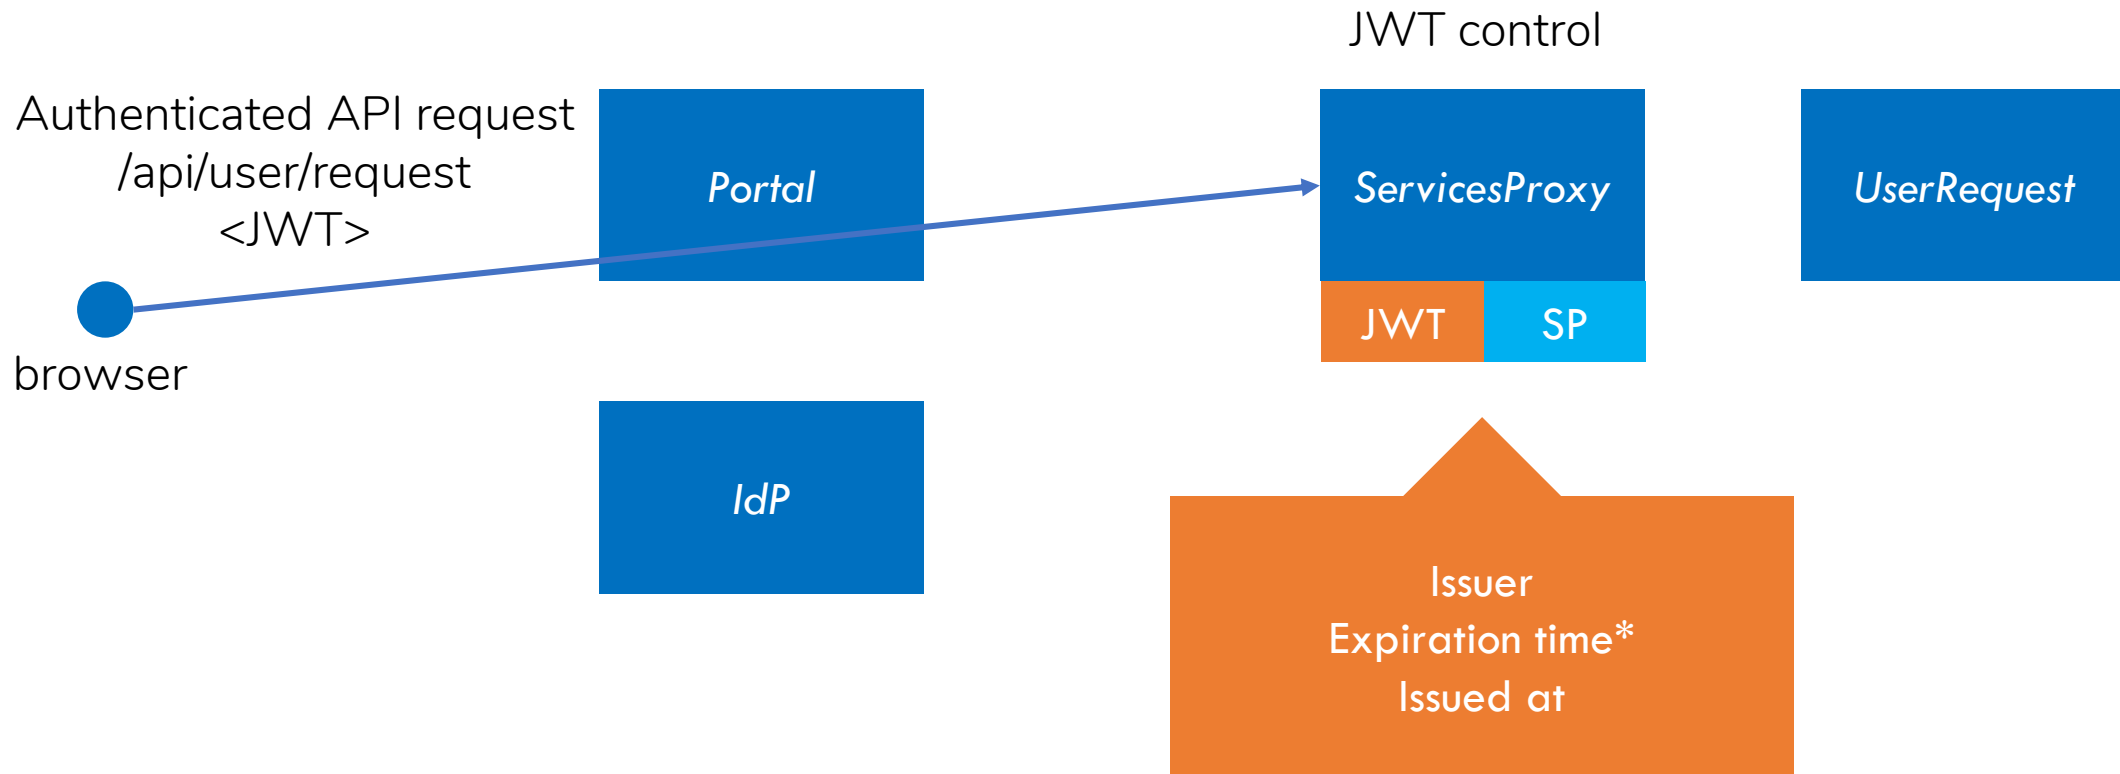 JWT control
Authenticated API request
/api/user/request
<JWT>
Portal
ServicesProxy
UserRequest
JWT
SP
browser
IdP
Issuer
Expiration time*
Issued at